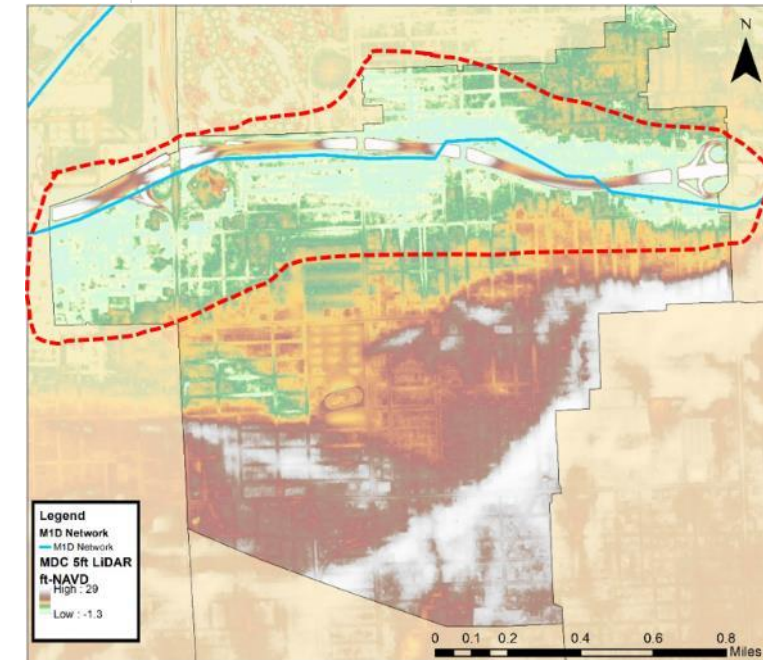 N
Legend
M1D Network
M1D Network
MDC 5ft LiDAR
ft-NAVD
High : 29
Low : -1.3
0 0.1 0.2 0.4 0.6 0.8
Miles